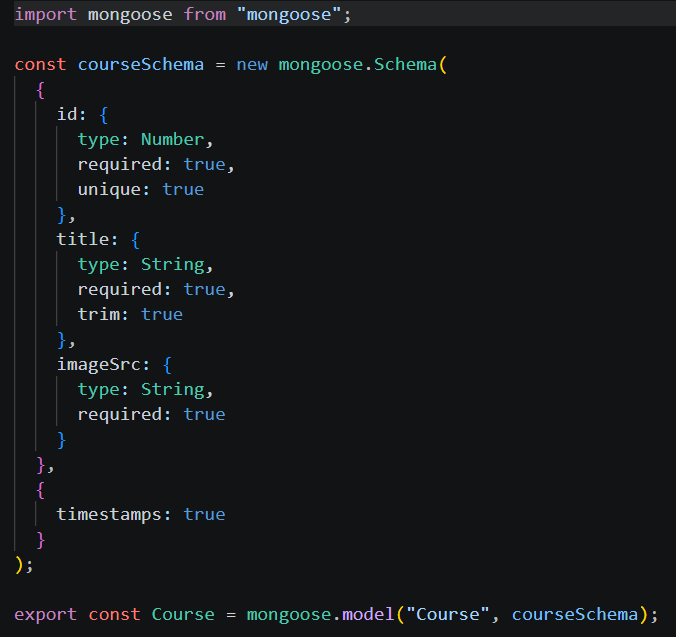 import mongoose from "mongoose";

const courseSchema = new mongoose.Schema(
  {
    id: {
      type: Number,
      required: true,
      unique: true
    },
    title: {
      type: String,
      required: true,
      trim: true
    },
    imageSrc: {
      type: String,
      required: true
    }
  },
  {
    timestamps: true
  }
);

export const Course = mongoose.model("Course", courseSchema);